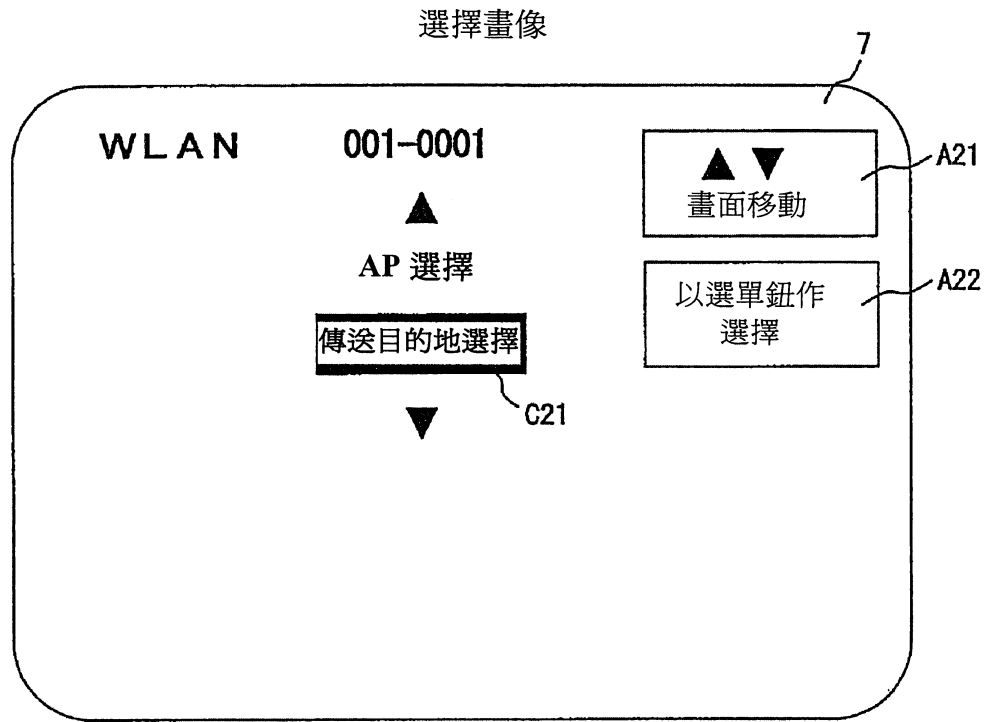 選擇畫像
7
WLAN
001-0001
▲ ▼
畫面移動
A21
▲
AP 選擇
以選單鈕作
選擇
A22
傳送目的地選擇
C21
▼